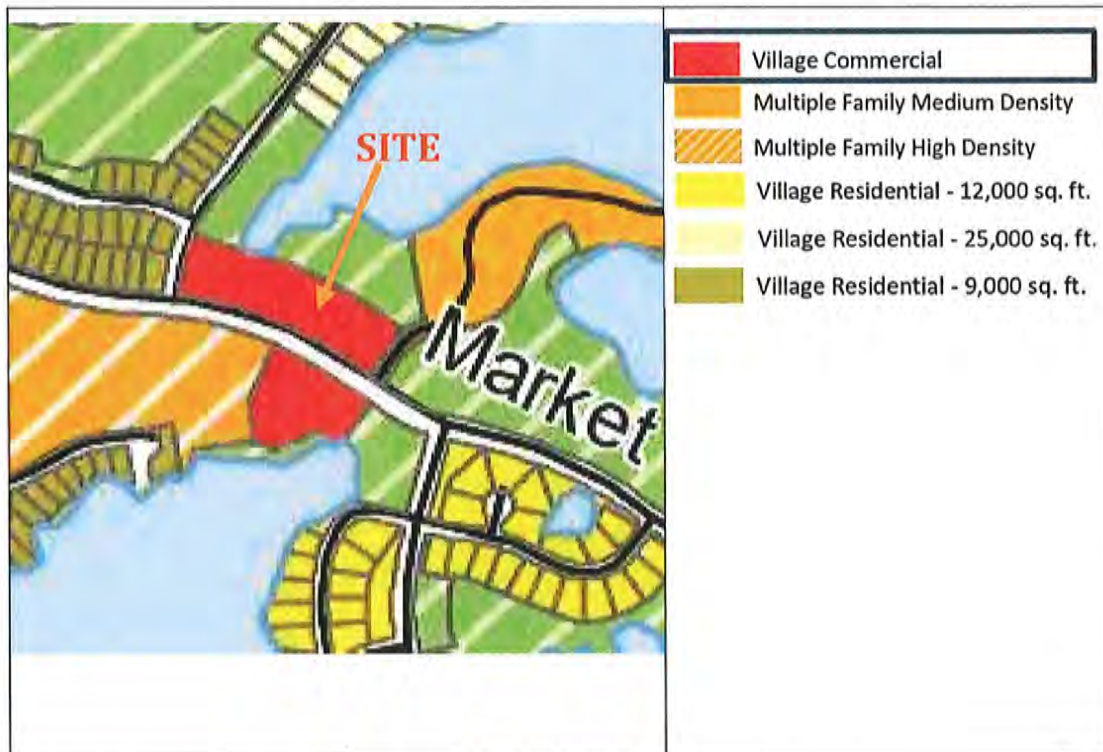 SITE
Market
Village Commercial
Multiple Family Medium Density
Multiple Family High Density
Village Residential - 12,000 sq. ft.
Village Residential - 25,000 sq. ft.
Village Residential - 9,000 sq. ft.